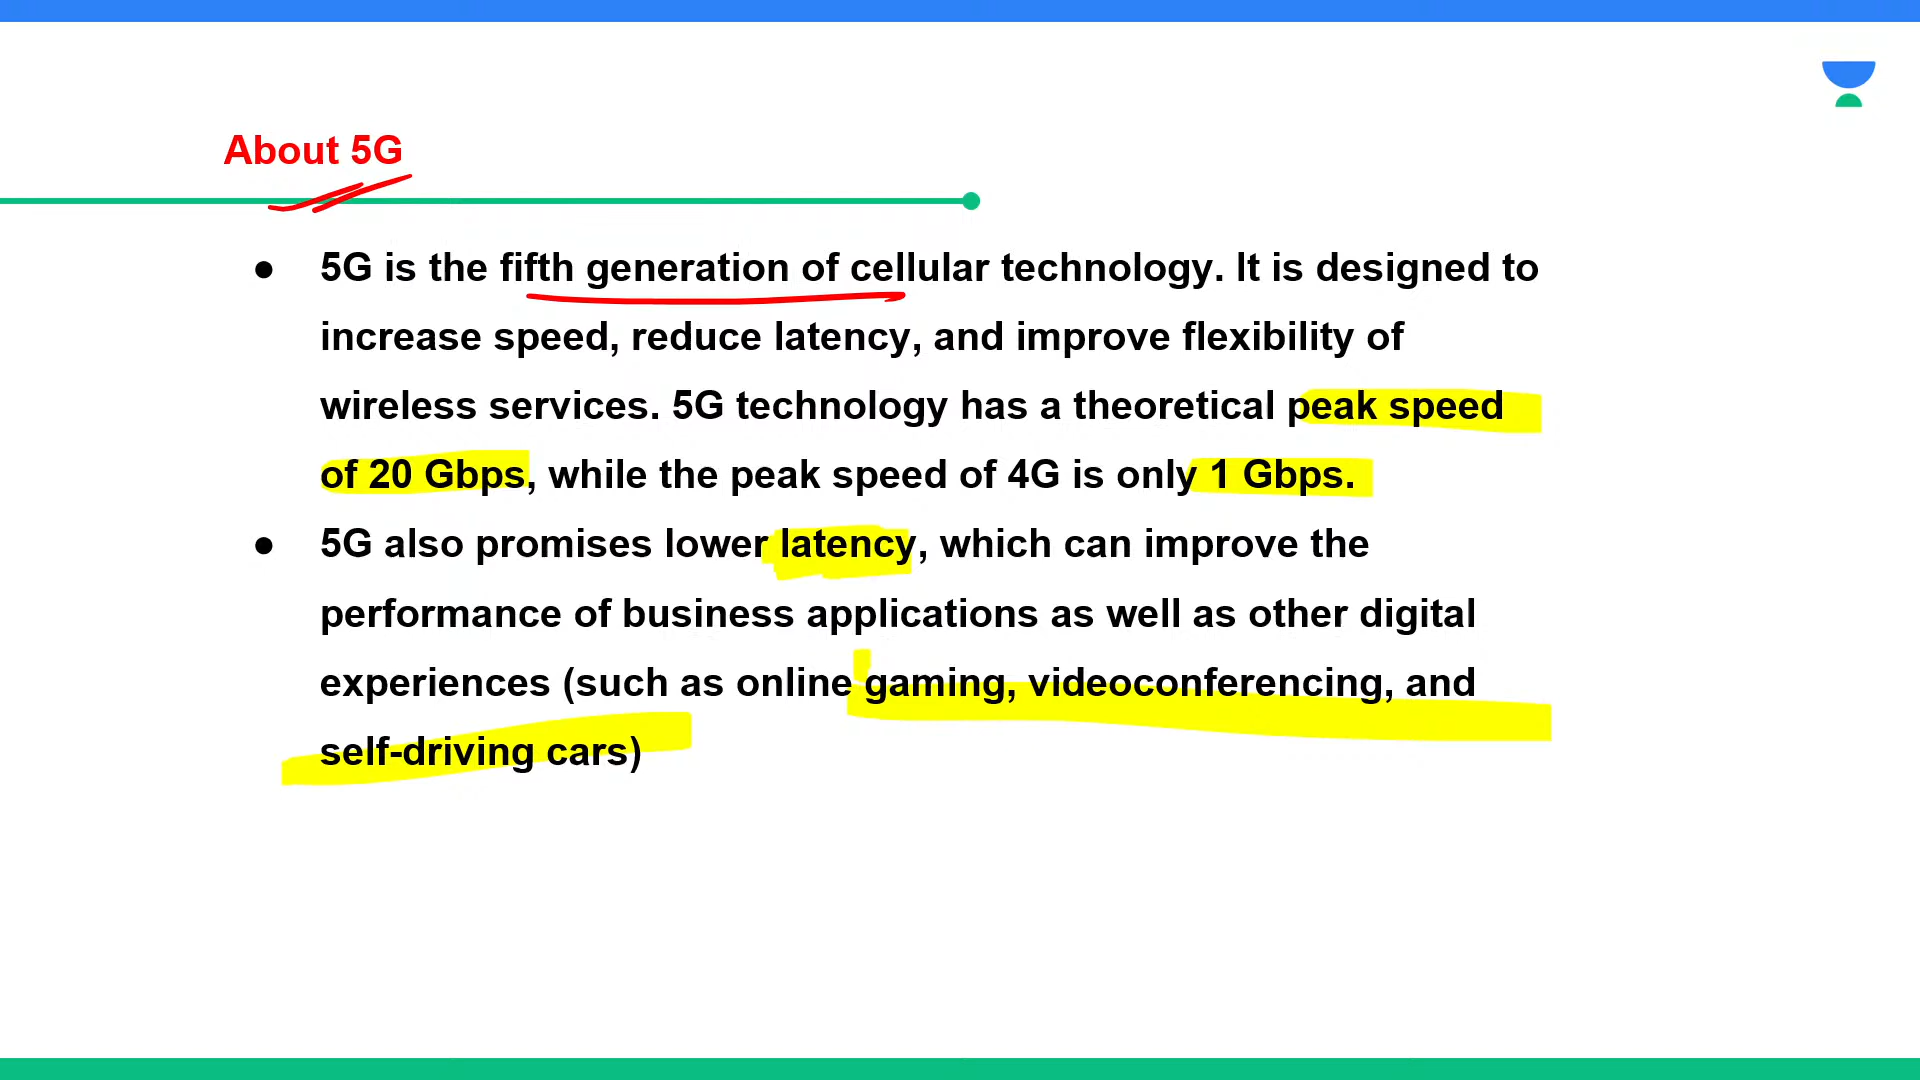 About 5G
● 5G is the fifth generation of cellular technology. It is designed to
increase speed, reduce latency, and improve flexibility of
wireless services. 5G technology has a theoretical peak speed
of 20 Gbps, while the peak speed of 4G is only 1 Gbps.
● 5G also promises lower latency, which can improve the
performance of business applications as well as other digital
experiences (such as online gaming, videoconferencing, and
self-driving cars)